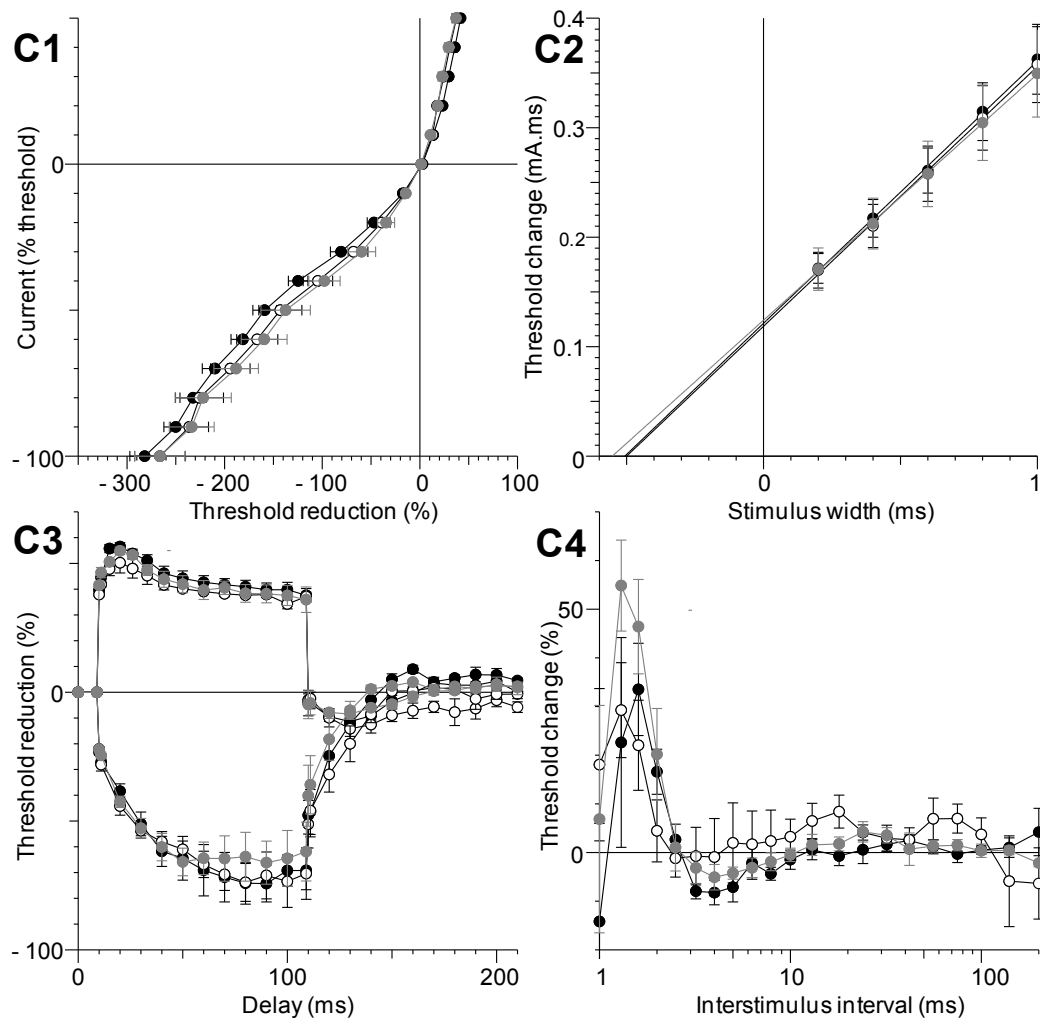 C1
0
- 100
Current (% threshold)
- 300
- 200
- 100
0
100
Threshold reduction (%)
C2
0.4
0.3
0.2
0.1
0
Threshold change (mA.ms)
0
1
Stimulus width (ms)
C3
0
- 100
Threshold reduction (%)
0
100
200
Delay (ms)
C4
50
0
Threshold change (%)
1
10
100
Interstimulus interval (ms)